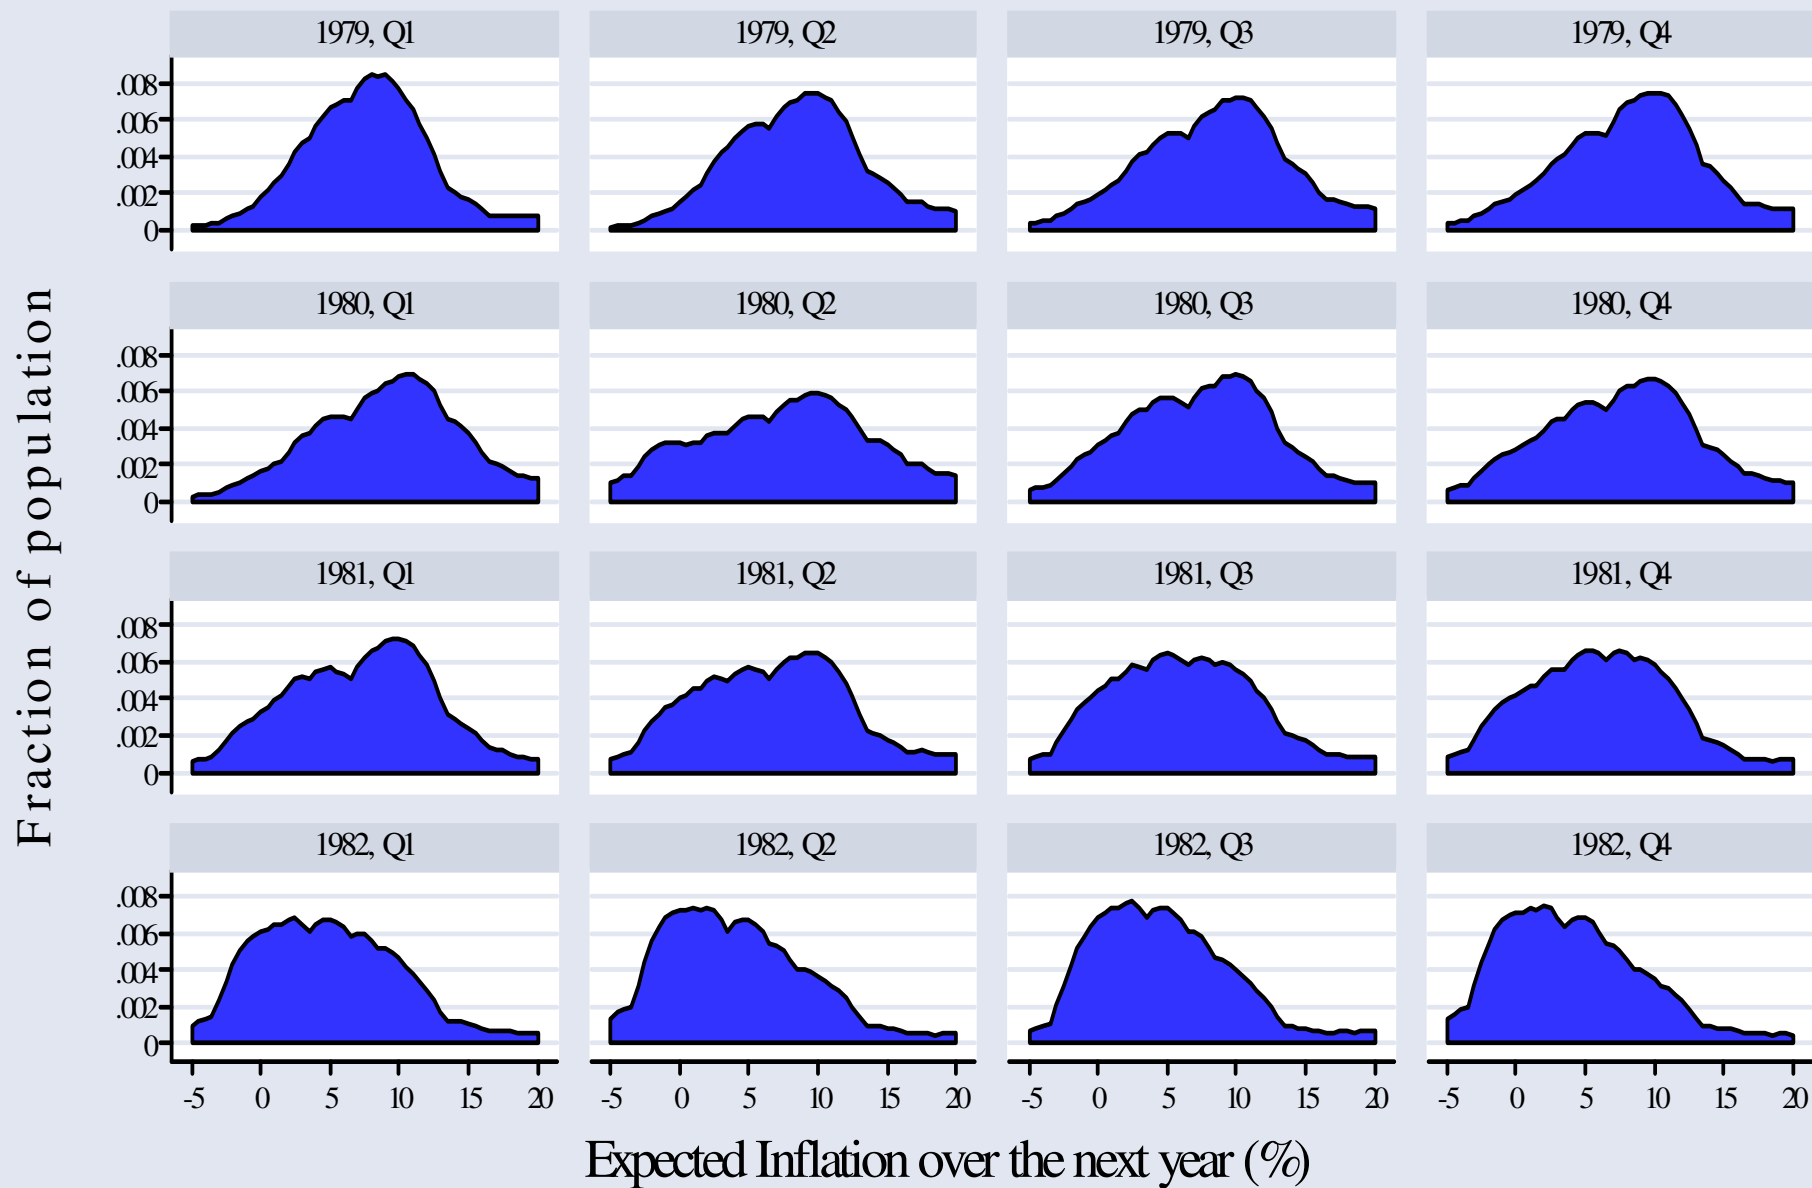 1979, Q1
1979, Q2
1979, Q3
1979, Q4
.008
.006
.004
.002
0
1980, Q1
1980, Q2
1980, Q3
1980, Q4
.008
.006
.004
.002
0
1981, Q1
1981, Q2
1981, Q3
1981, Q4
.008
.006
.004
.002
0
1982, Q1
1982, Q2
1982, Q3
1982, Q4
.008
.006
.004
.002
0
-5 0 5 10 15 20
-5 0 5 10 15 20
-5 0 5 10 15 20
-5 0 5 10 15 20
Fraction of population
Expected Inflation over the next year (%)